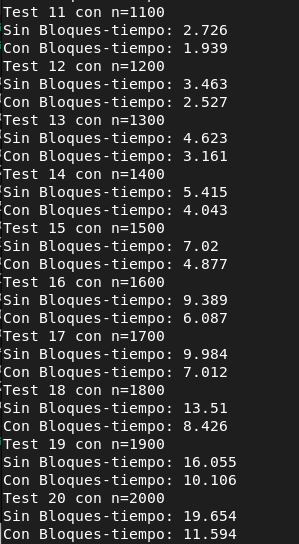 Test 11 con n=1100
Sin Bloques-tiempo: 2.726
Con Bloques-tiempo: 1.939
Test 12 con n=1200
Sin Bloques-tiempo: 3.463
Con Bloques-tiempo: 2.527
Test 13 con n=1300
Sin Bloques-tiempo: 4.623
Con Bloques-tiempo: 3.161
Test 14 con n=1400
Sin Bloques-tiempo: 5.415
Con Bloques-tiempo: 4.043
Test 15 con n=1500
Sin Bloques-tiempo: 7.02
Con Bloques-tiempo: 4.877
Test 16 con n=1600
Sin Bloques-tiempo: 9.389
Con Bloques-tiempo: 6.087
Test 17 con n=1700
Sin Bloques-tiempo: 9.984
Con Bloques-tiempo: 7.012
Test 18 con n=1800
Sin Bloques-tiempo: 13.51
Con Bloques-tiempo: 8.426
Test 19 con n=1900
Sin Bloques-tiempo: 16.055
Con Bloques-tiempo: 10.106
Test 20 con n=2000
Sin Bloques-tiempo: 19.654
Con Bloques-tiempo: 11.594